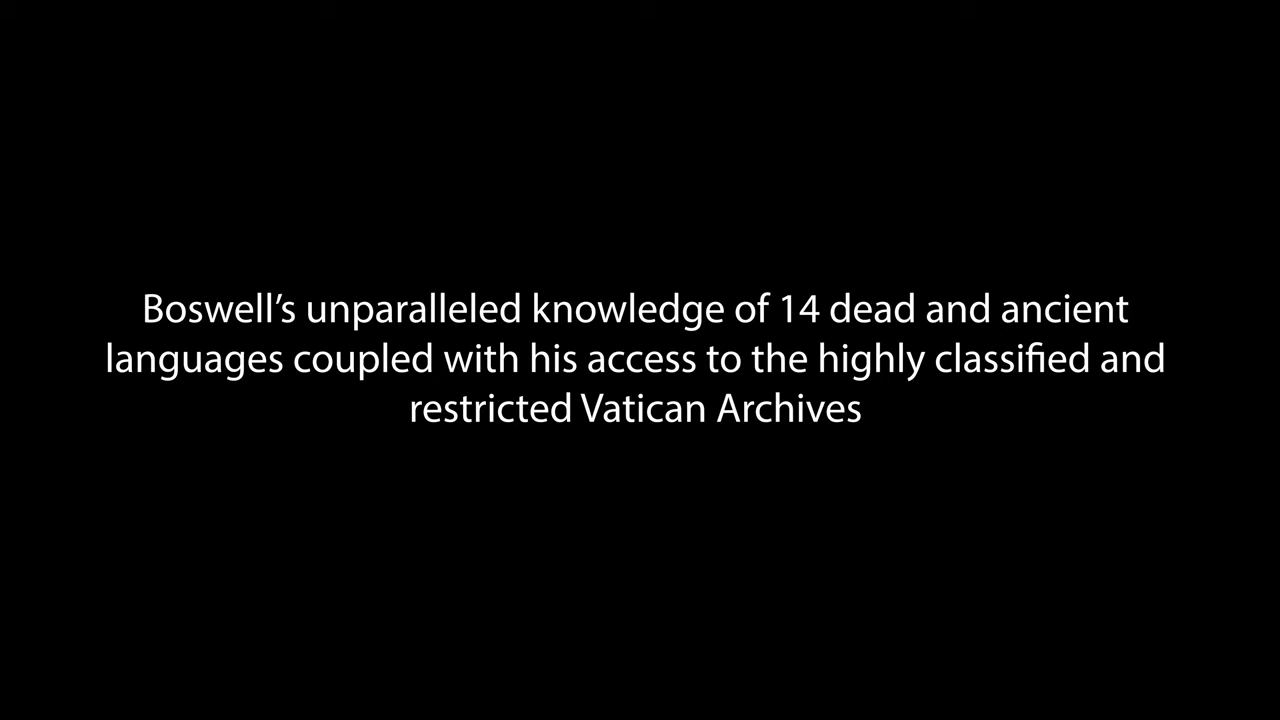 Boswell’s unparalleled knowledge of 14 dead and ancient
languages coupled with his access to the highly classified and
restricted Vatican Archives